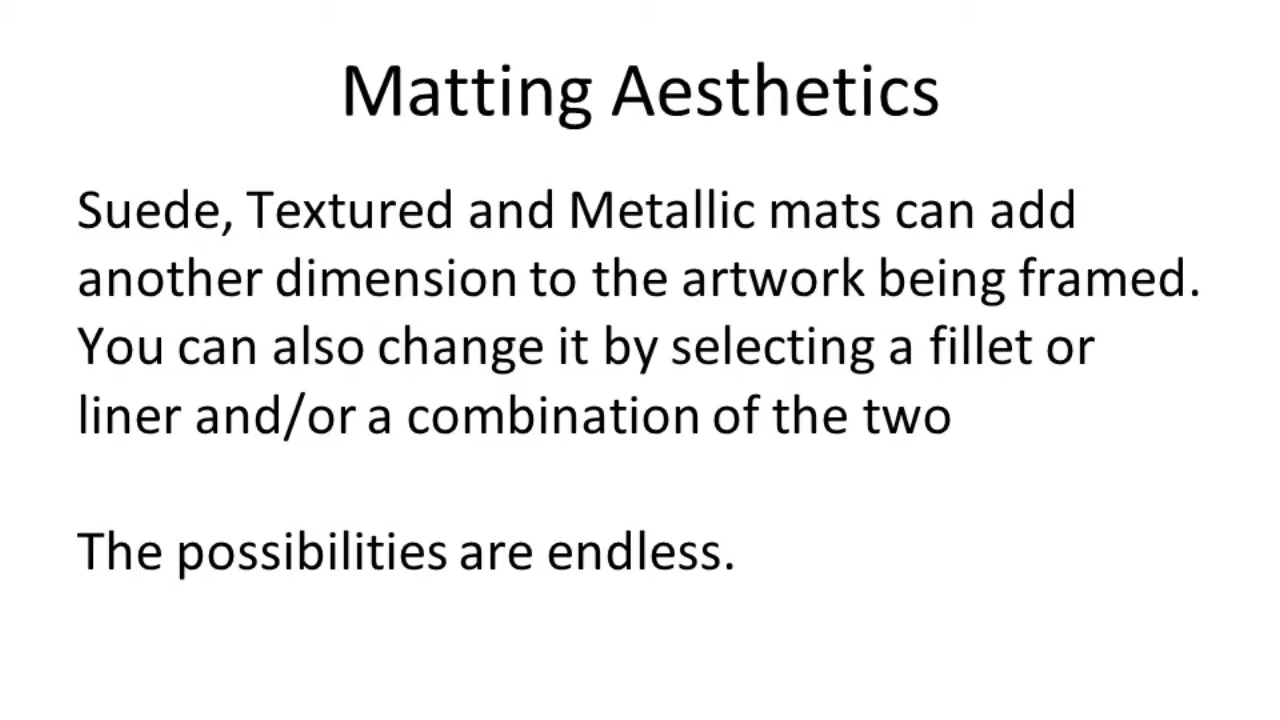 Matting Aesthetics
Suede, Textured and Metallic mats can add
another dimension to the artwork being framed.
You can also change it by selecting a fillet or
liner and/or a combination of the two
The possibilities are endless.